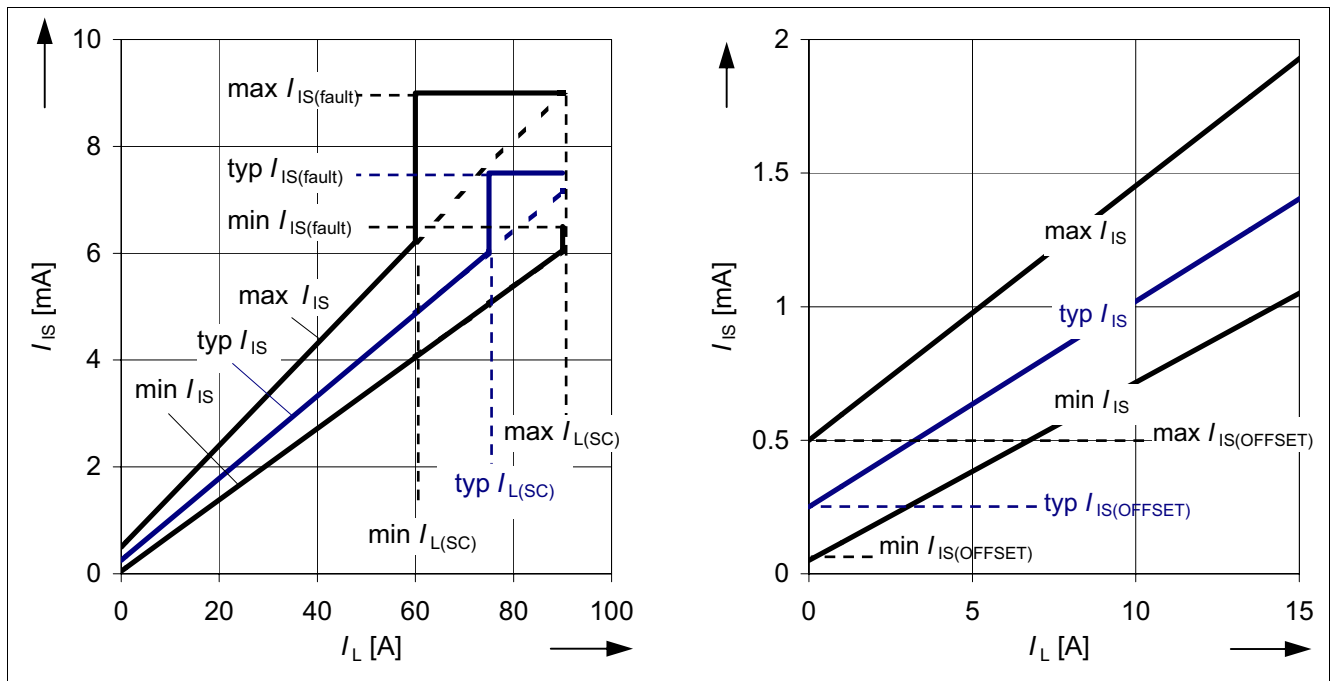 10
8
6
4
2
0
I_IS [mA]
max I_IS(fault)
typ I_IS(fault)
min I_IS(fault)
max I_IS
typ I_IS
min I_IS
max I_L(SC)
typ I_L(SC)
min I_L(SC)
0 20 40 60 80 100
I_L [A]
2
1.5
1
0.5
0
I_IS [mA]
max I_IS
typ I_IS
min I_IS
max I_IS(OFFSET)
typ I_IS(OFFSET)
min I_IS(OFFSET)
0 5 10 15
I_L [A]